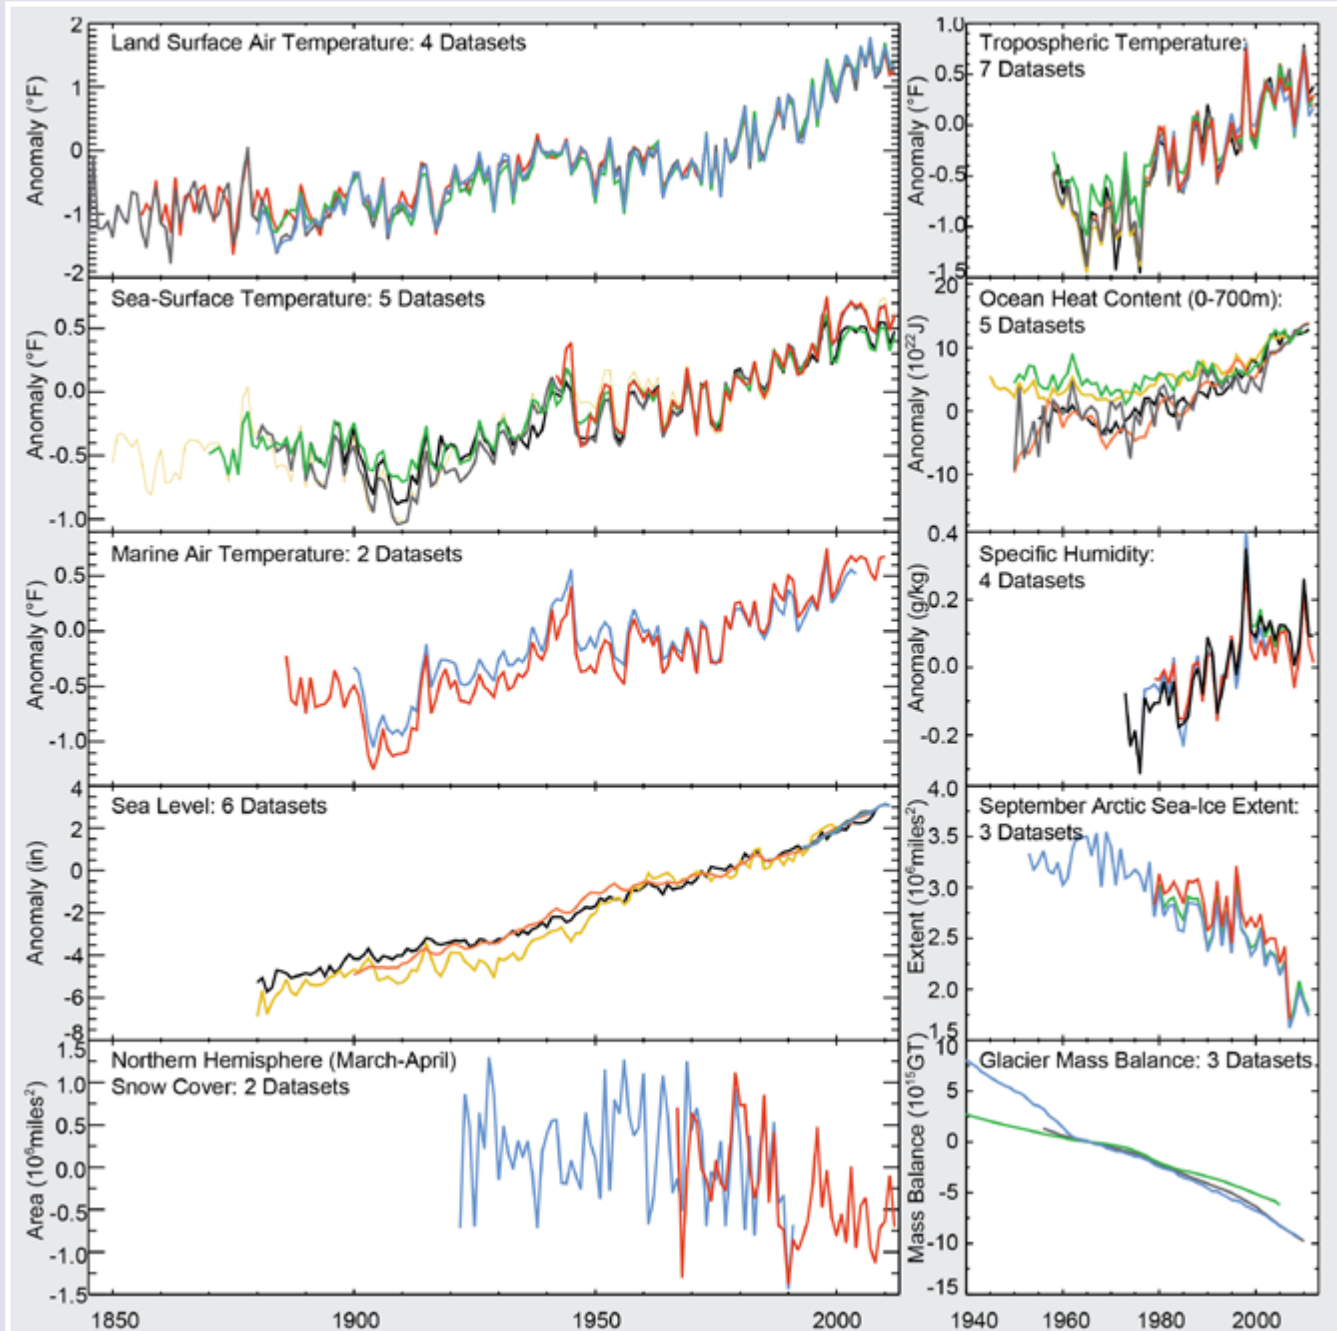 Land Surface Air Temperature: 4 Datasets
Anomaly (°F)
2
1
0
-1
-2
Sea-Surface Temperature: 5 Datasets
Anomaly (°F)
0.5
0.0
-0.5
-1.0
Marine Air Temperature: 2 Datasets
Anomaly (°F)
0.5
0.0
-0.5
-1.0
Sea Level: 6 Datasets
Anomaly (in)
4
2
0
-2
-4
-6
-8
Northern Hemisphere (March-April)
Snow Cover: 2 Datasets
Area (10⁶miles²)
1.5
1.0
0.5
0.0
-0.5
-1.0
-1.5
1850 1900 1950 2000
Tropospheric Temperature:
7 Datasets
Anomaly (°F)
1.0
0.5
0.0
-0.5
-1.0
-1.5
Ocean Heat Content (0-700m):
5 Datasets
Anomaly (10²²J)
20
10
0
-10
Specific Humidity:
4 Datasets
Anomaly (g/kg)
0.4
0.2
0.0
-0.2
September Arctic Sea-Ice Extent:
3 Datasets
Extent (10⁶miles²)
4.0
3.5
3.0
2.5
2.0
1.5
Glacier Mass Balance: 3 Datasets
Mass Balance (10¹⁵GT)
10
5
0
-5
-10
-15
1940 1960 1980 2000